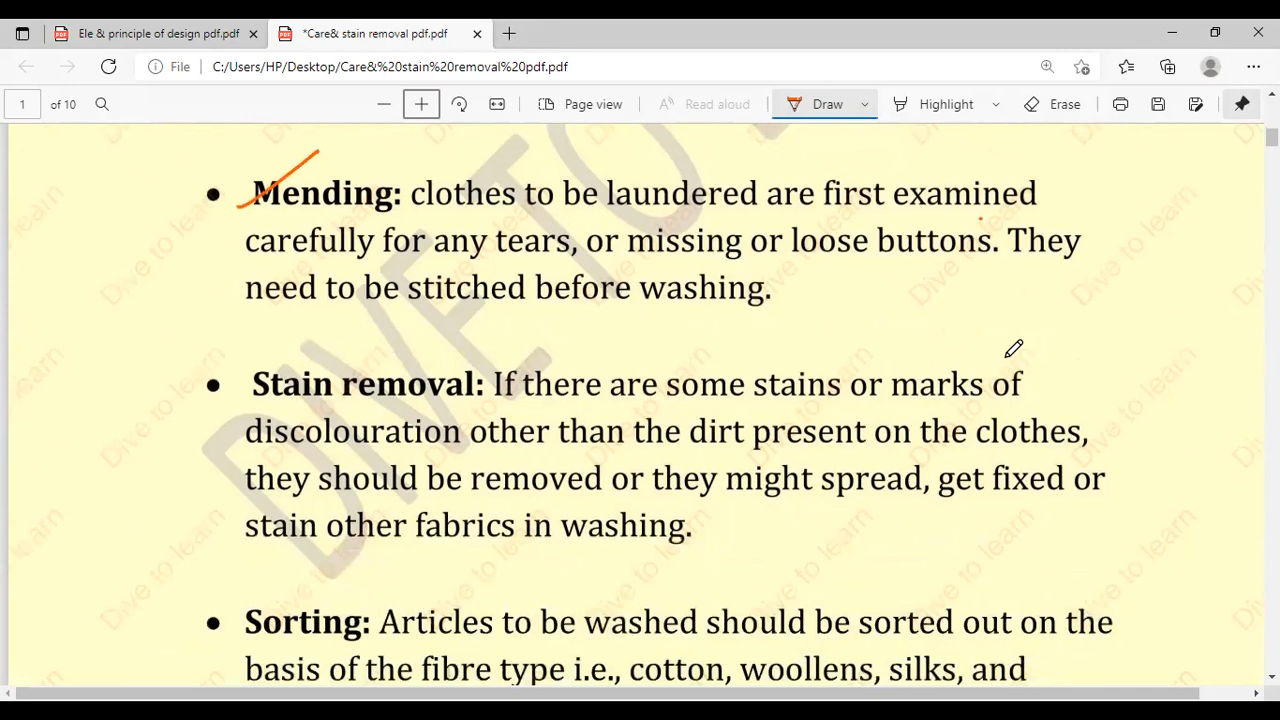 Ele & principle of design pdf.pdf
*Care& stain removal pdf.pdf
File C:/Users/HP/Desktop/Care&%20stain%20removal%20pdf.pdf
1 of 10 Page view Read aloud Draw Highlight Erase
• Mending: clothes to be laundered are first examined
carefully for any tears, or missing or loose buttons. They
need to be stitched before washing.
• Stain removal: If there are some stains or marks of
discolouration other than the dirt present on the clothes,
they should be removed or they might spread, get fixed or
stain other fabrics in washing.
• Sorting: Articles to be washed should be sorted out on the
basis of the fibre type i.e., cotton, woollens, silks, and
DIVE TO
Dive to learn